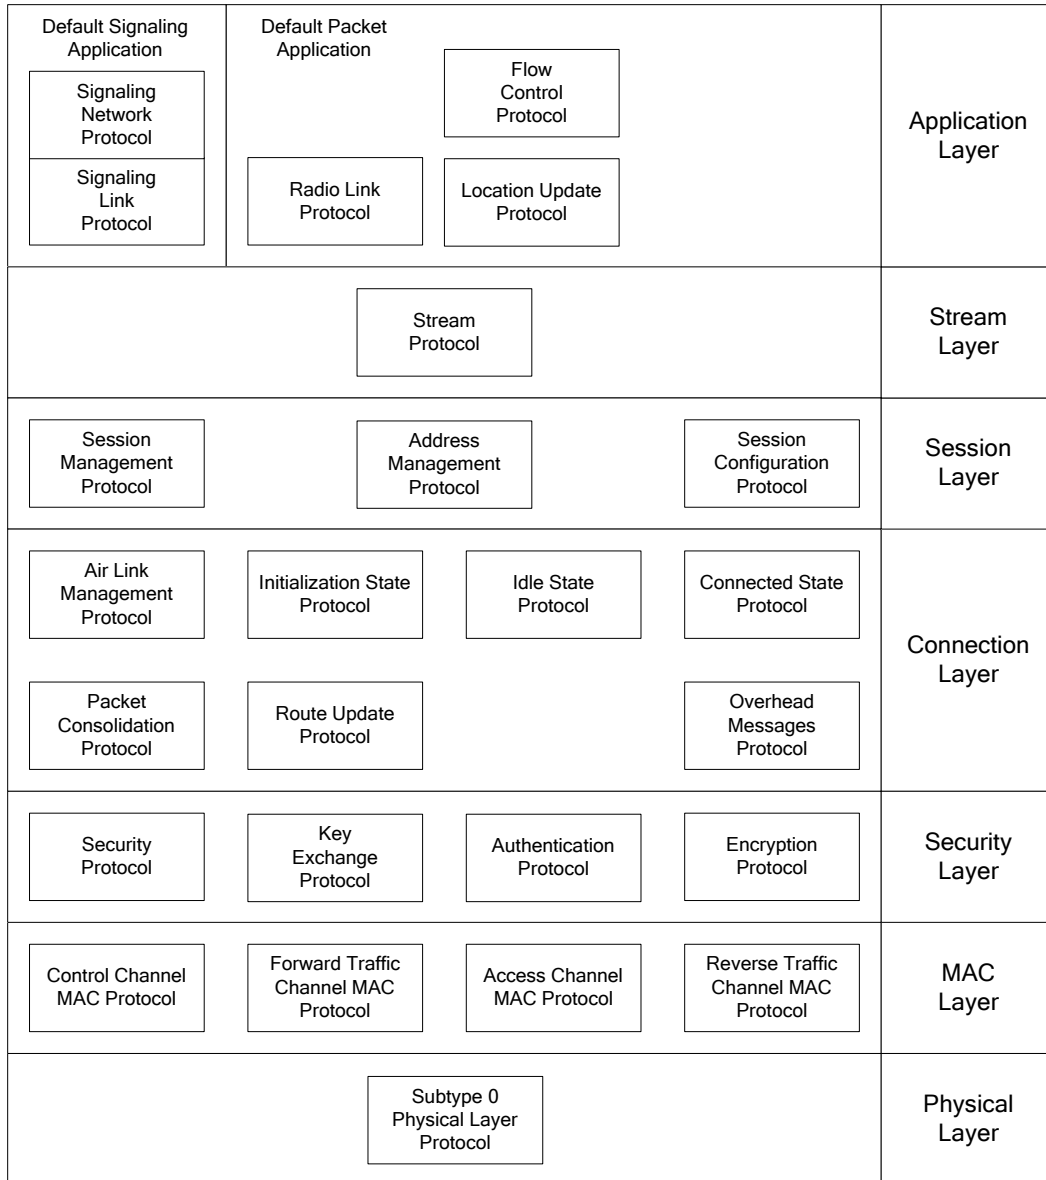 Default Signaling
Application
Signaling
Network
Protocol
Signaling
Link
Protocol
Default Packet
Application
Flow
Control
Protocol
Radio Link
Protocol
Location Update
Protocol
Application
Layer
Stream
Protocol
Stream
Layer
Session
Management
Protocol
Address
Management
Protocol
Session
Configuration
Protocol
Session
Layer
Air Link
Management
Protocol
Initialization State
Protocol
Idle State
Protocol
Connected State
Protocol
Packet
Consolidation
Protocol
Route Update
Protocol
Overhead
Messages
Protocol
Connection
Layer
Security
Protocol
Key
Exchange
Protocol
Authentication
Protocol
Encryption
Protocol
Security
Layer
Control Channel
MAC Protocol
Forward Traffic
Channel MAC
Protocol
Access Channel
MAC Protocol
Reverse Traffic
Channel MAC
Protocol
MAC
Layer
Subtype 0
Physical Layer
Protocol
Physical
Layer